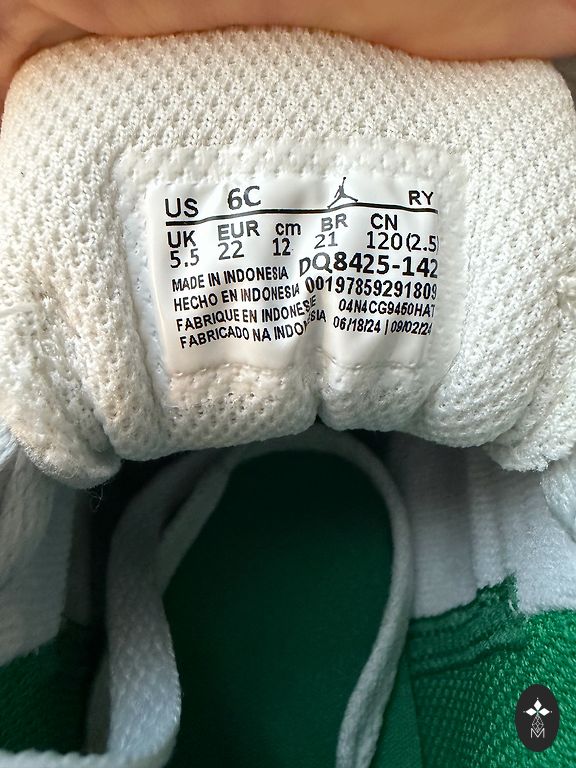 US 6C RY
UK EUR cm BR CN
5.5 22 12 21 120(2.5)
DQ8425-142
MADE IN INDONESIA 00197859291809
HECHO EN INDONESIA 04N4CG9450HAT
FABRIQUE EN INDONESIE 06/18/24 | 09/02/24
FABRICADO NA INDONESIA
M